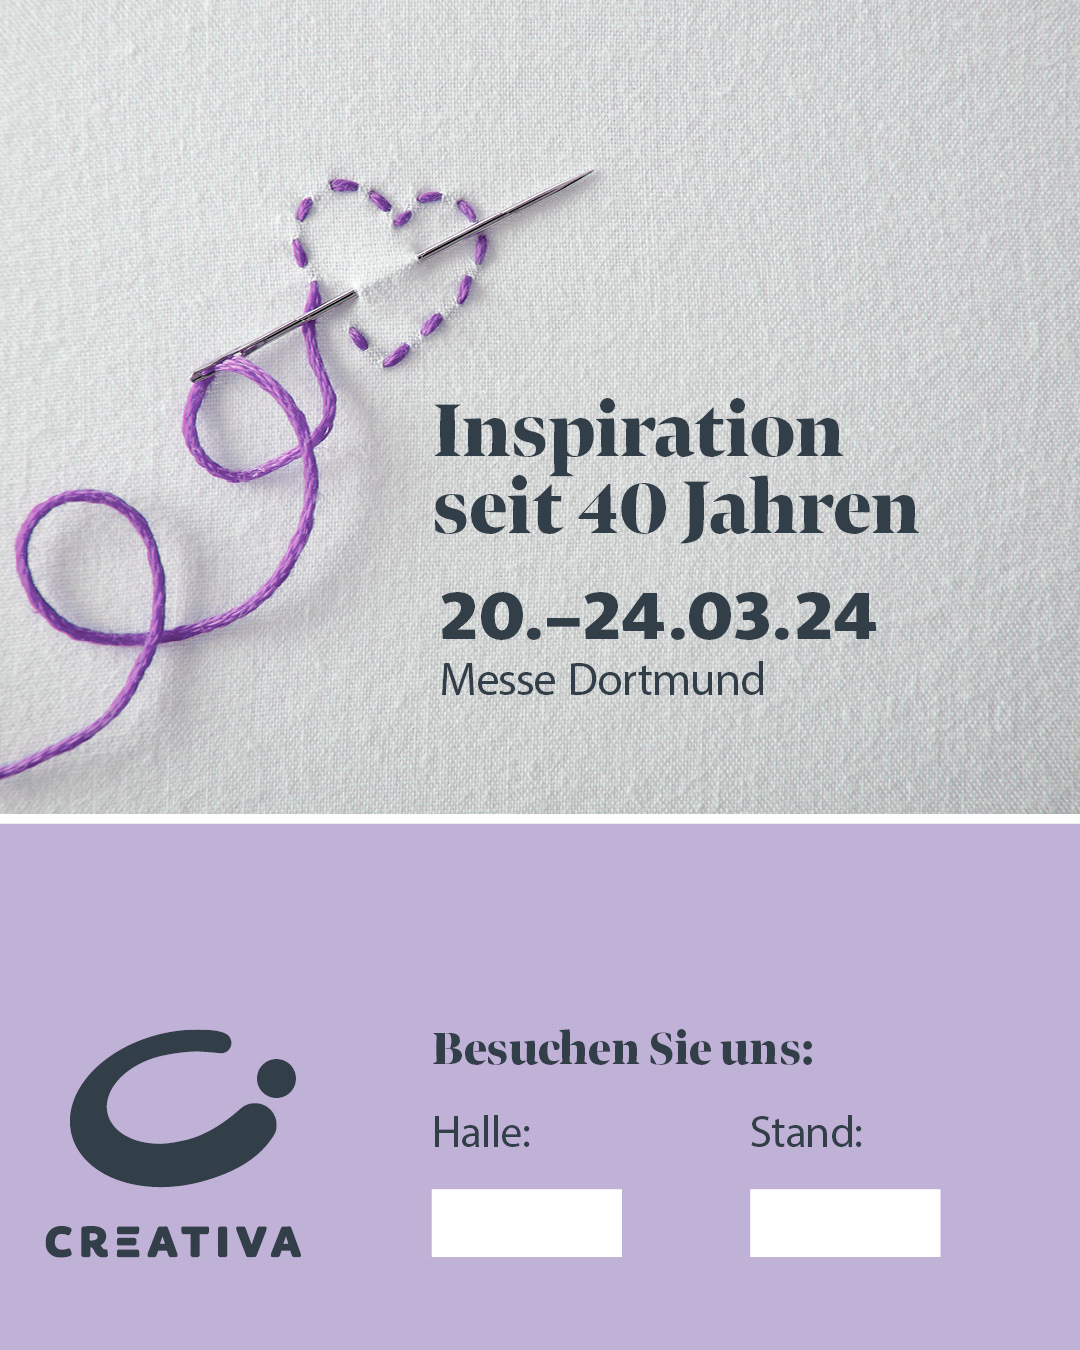 Inspiration
seit 40 Jahren
20.–24.03.24
Messe Dortmund
Besuchen Sie uns:
Halle: Stand:
CREATIVA